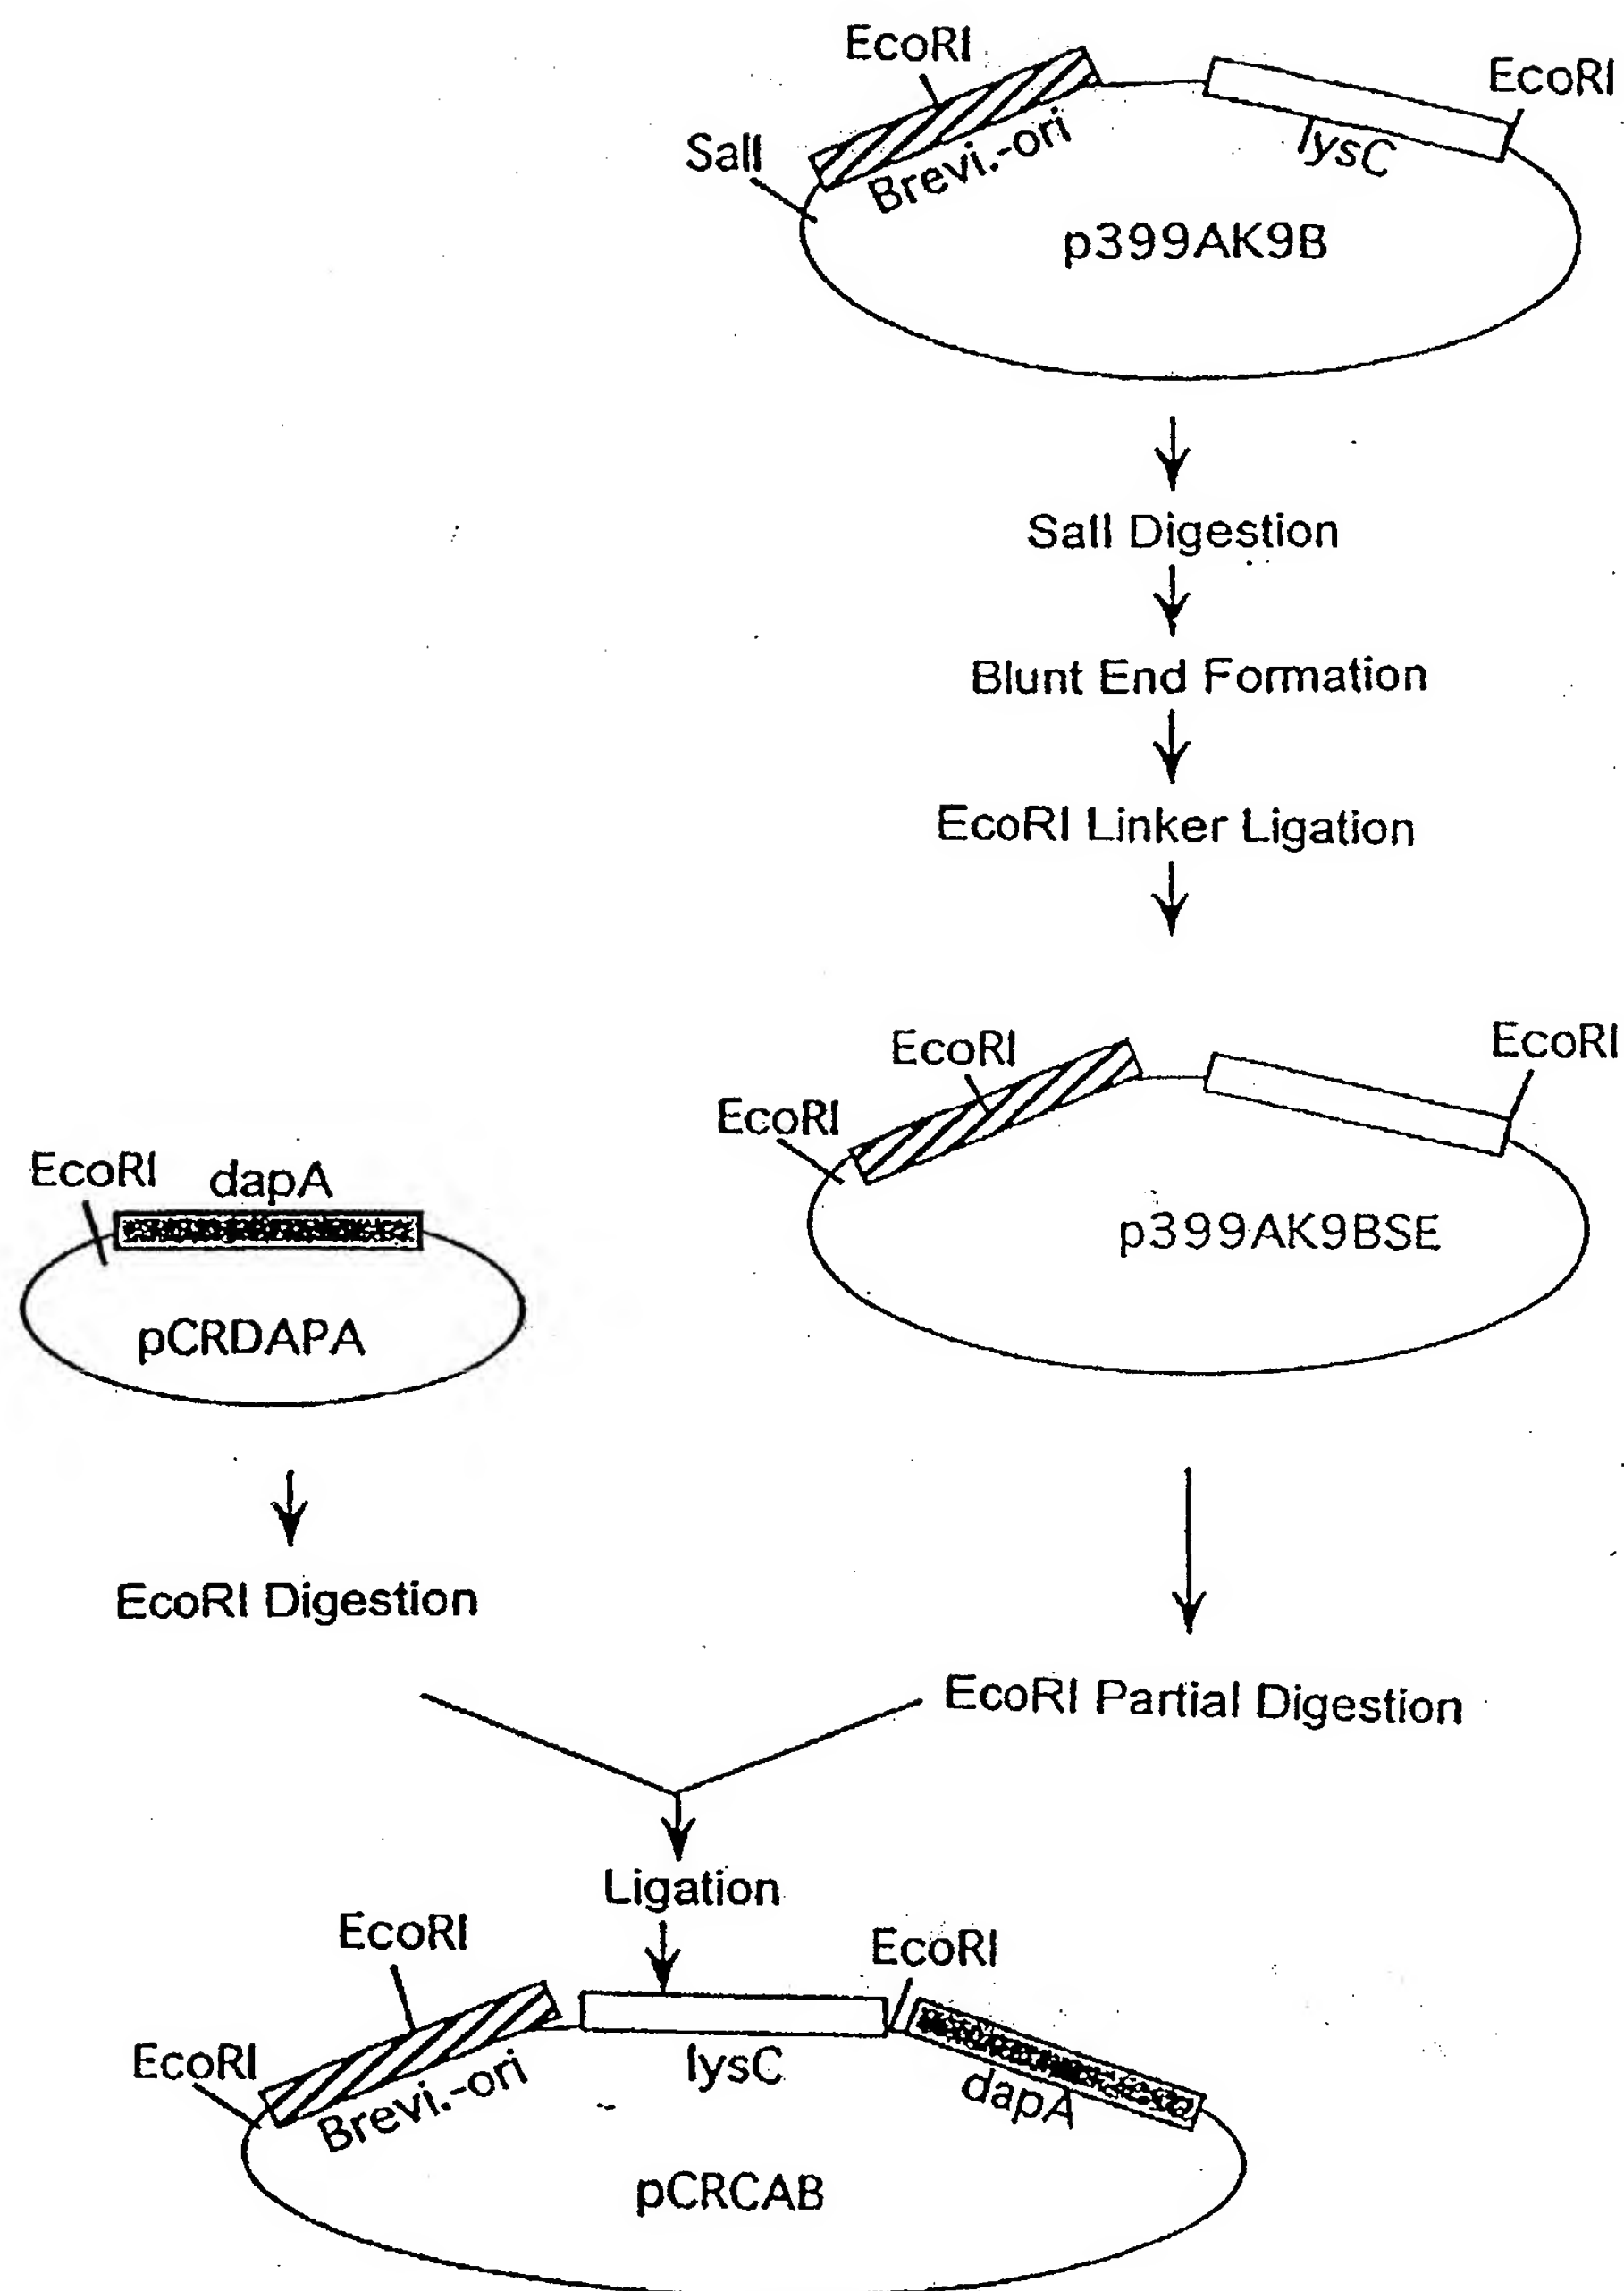 EcoRI
EcoRI
SalI
Brevi.-ori
lysC
p399AK9B
SalI Digestion
Blunt End Formation
EcoRI Linker Ligation
EcoRI
EcoRI
EcoRI
p399AK9BSE
EcoRI
dapA
pCRDAPA
EcoRI Digestion
EcoRI Partial Digestion
Ligation
EcoRI
EcoRI
EcoRI
Brevi.-ori
lysC
dapA
pCRCAB